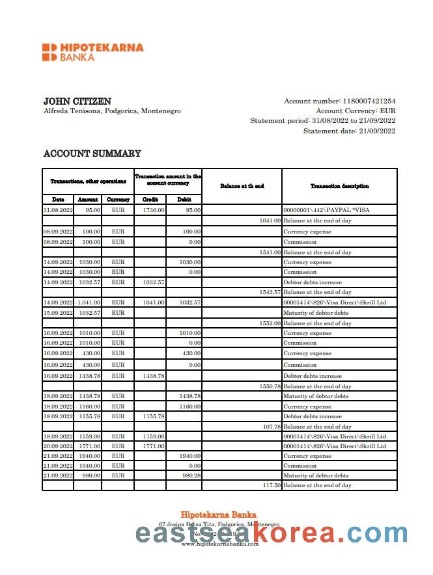 HIPOTEKARNA
BANKA
JOHN CITIZEN
Alfreda Tenisona, Podgorica, Montenegro
Account number: 1180007421254
Account Currency: EUR
Statement period: 31/08/2022 to 21/09/2022
Statement date: 21/09/2022
ACCOUNT SUMMARY
Transactions, other operations Transaction amount in the account currency Balance at th end Transaction description
Date Amount Currency Credit Debit
31.08.2022 95.00 EUR 1736.00 95.00 00000001\442\PAYPAL *VISA
1641.00 Balance at the end of day
08.09.2022 100.00 EUR 100.00 Currency expense
08.09.2022 100.00 EUR 0.00 Commission
1541.00 Balance at the end of day
14.09.2022 1030.00 EUR 1030.00 Currency expense
14.09.2022 1030.00 EUR 0.00 Commission
14.09.2022 1032.57 EUR 1032.57 Debtor debts increase
1543.57 Balance at the end of day
14.09.2022 1,041.00 EUR 1041.00 1032.57 00001414\826\Visa Direct\Skrill Ltd
15.09.2022 1032.57 EUR Maturity of debtor debts
1552.00 Balance at the end of day
16.09.2022 1010.00 EUR 1010.00 Currency expense
16.09.2022 1010.00 EUR 0.00 Commission
16.09.2022 430.00 EUR 430.00 Currency expense
16.09.2022 430.00 EUR 0.00 Commission
16.09.2022 1438.78 EUR 1438.78 Debtor debts increase
1550.78 Balance at the end of day
18.09.2022 1438.78 EUR 1438.78 Maturity of debtor debts
18.09.2022 1160.00 EUR 1160.00 Currency expense
18.09.2022 1155.78 EUR 1155.78 Debtor debts increase
107.78 Balance at the end of day
19.09.2022 1159.00 EUR 1159.00 00001414\826\Visa Direct\Skrill Ltd
20.09.2022 1771.00 EUR 1771.00 00001414\826\Visa Direct\Skrill Ltd
21.09.2022 1940.00 EUR 1940.00 Currency expense
21.09.2022 1940.00 EUR 0.00 Commission
21.09.2022 980.00 EUR 980.28 Maturity of debtor debts
117.50 Balance at the end of day
Hipotekarna Banka
67 Josipa Broza Tita, Podgorica, Montenegro
eastseakorea.com
www.hipotekarnabanka.com